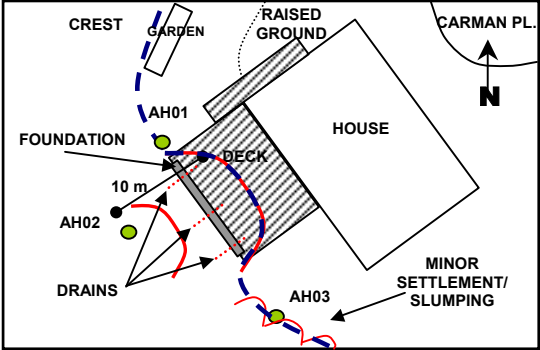 CREST
GARDEN
RAISED
GROUND
CARMAN PL.
N
AH01
FOUNDATION
DECK
HOUSE
10 m
AH02
DRAINS
AH03
MINOR
SETTLEMENT/
SLUMPING